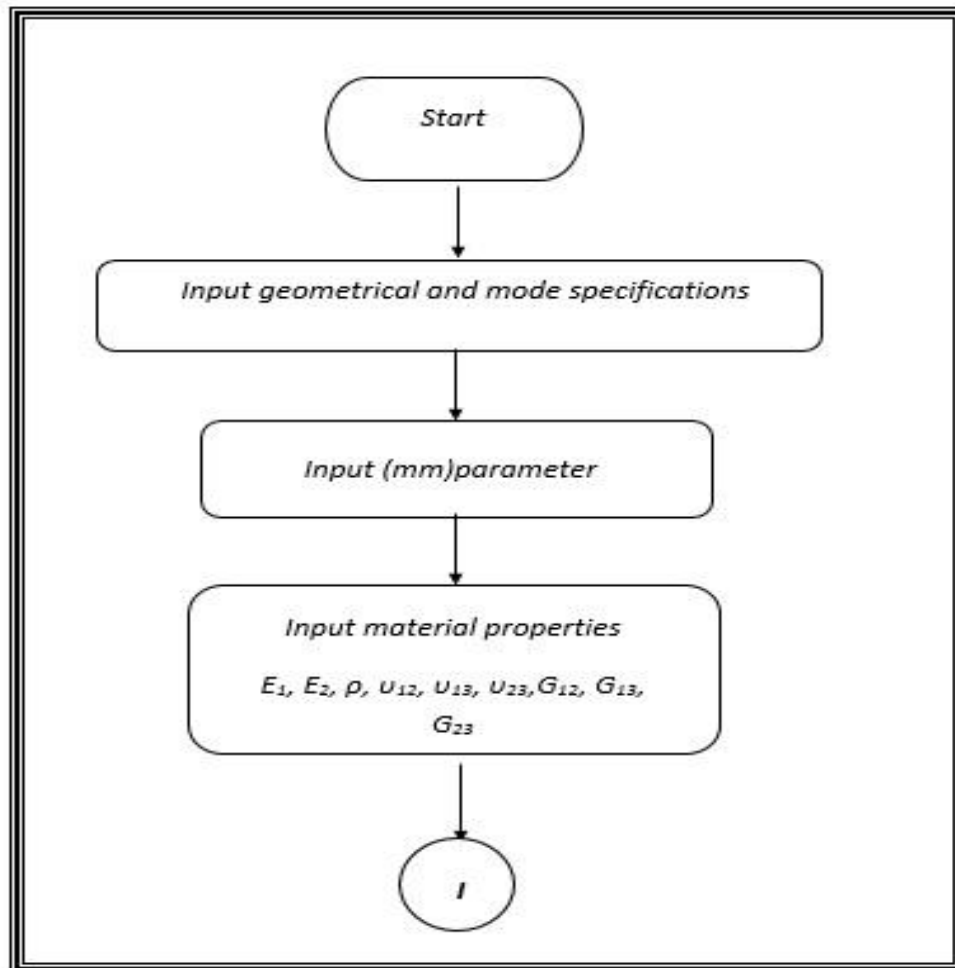 Start
Input geometrical and mode specifications
Input (mm)parameter
Input material properties
E₁, E₂, ρ, υ₁₂, υ₁₃, υ₂₃,G₁₂, G₁₃,
G₂₃
I